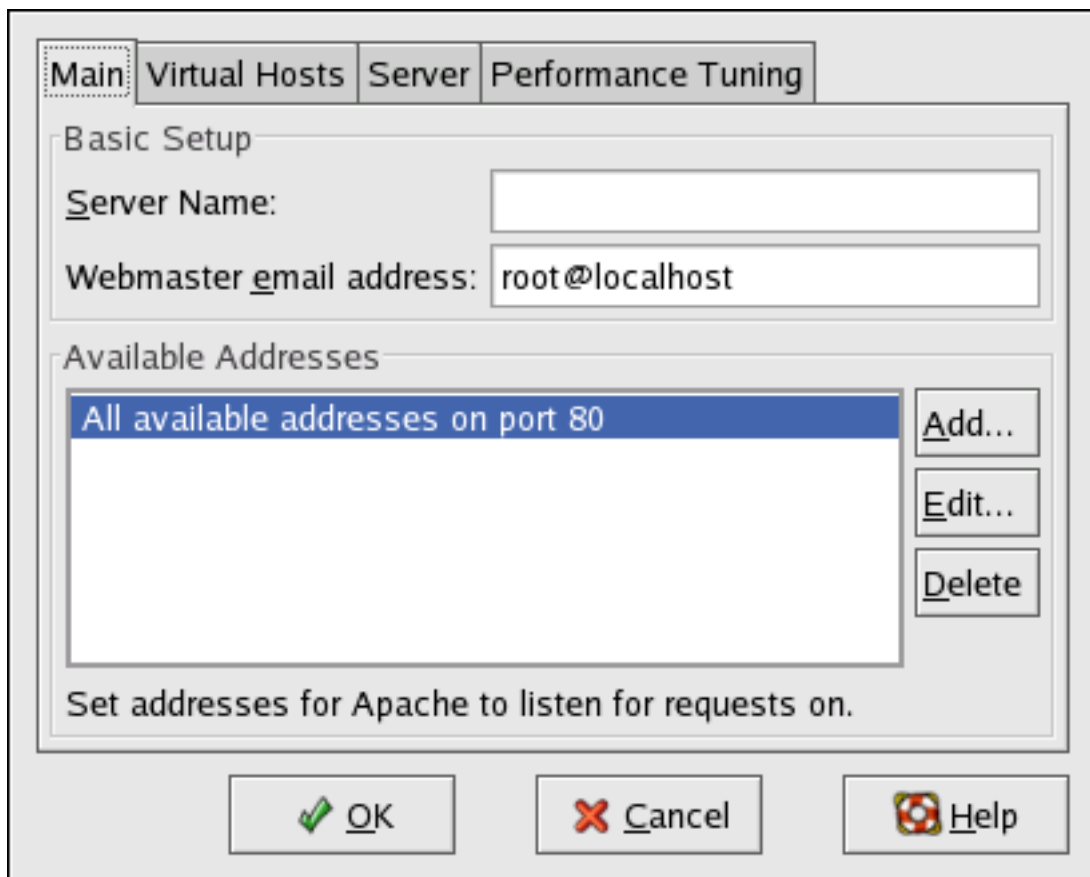 Main Virtual Hosts Server Performance Tuning
Basic Setup
Server Name:
Webmaster email address: root@localhost
Available Addresses
All available addresses on port 80
Add...
Edit...
Delete
Set addresses for Apache to listen for requests on.
OK Cancel Help